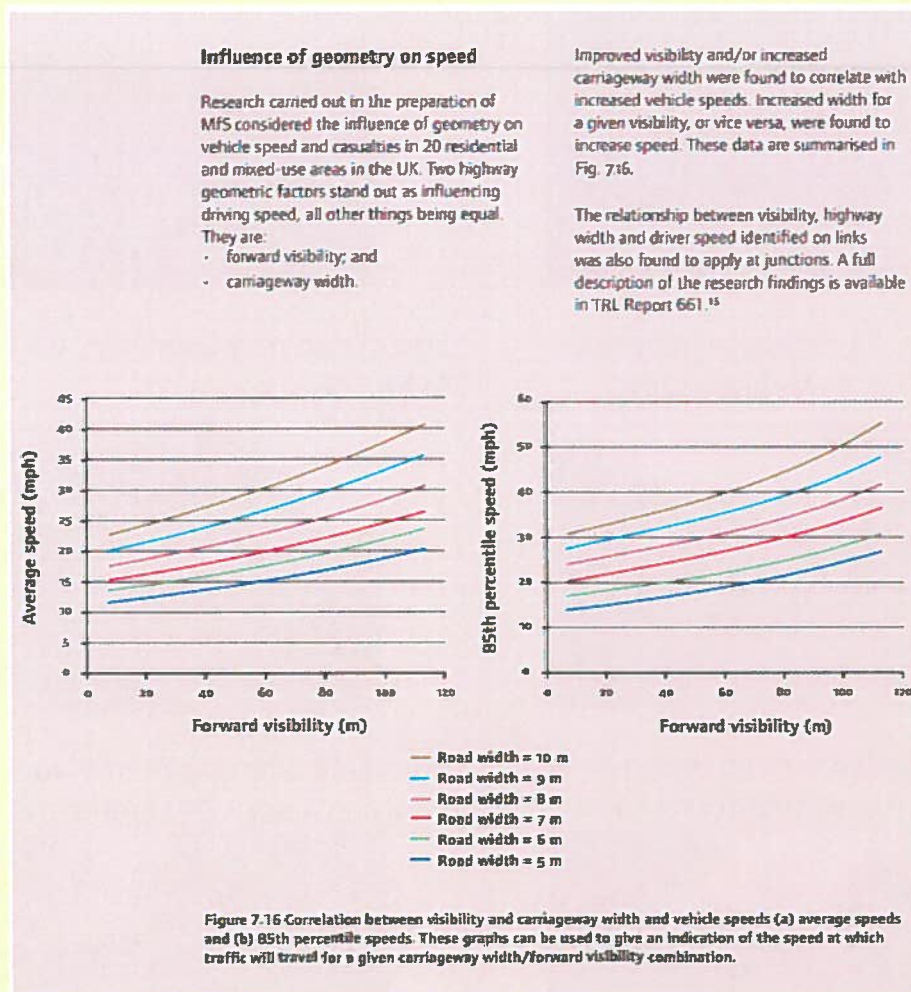 Influence of geometry on speed
Research carried out in the preparation of
MfS considered the influence of geometry on
vehicle speed and casualties in 20 residential
and mixed-use areas in the UK. Two highway
geometric factors stand out as influencing
driving speed, all other things being equal.
They are:
• forward visibility; and
• carriageway width.
Improved visibility and/or increased
carriageway width were found to correlate with
increased vehicle speeds. Increased width for
a given visibility, or vice versa, were found to
increase speed. These data are summarised in
Fig. 7.16.
The relationship between visibility, highway
width and driver speed identified on links
was also found to apply at junctions. A full
description of the research findings is available
in TRL Report 661.¹⁵
Average speed (mph)
45
40
35
30
25
20
15
10
5
0
0 20 40 60 80 100 120
Forward visibility (m)
85th percentile speed (mph)
60
50
40
30
20
10
0
0 20 40 60 80 100 120
Forward visibility (m)
Road width = 10 m
Road width = 9 m
Road width = 8 m
Road width = 7 m
Road width = 6 m
Road width = 5 m
Figure 7.16 Correlation between visibility and carriageway width and vehicle speeds (a) average speeds
and (b) 85th percentile speeds. These graphs can be used to give an indication of the speed at which
traffic will travel for a given carriageway width/forward visibility combination.